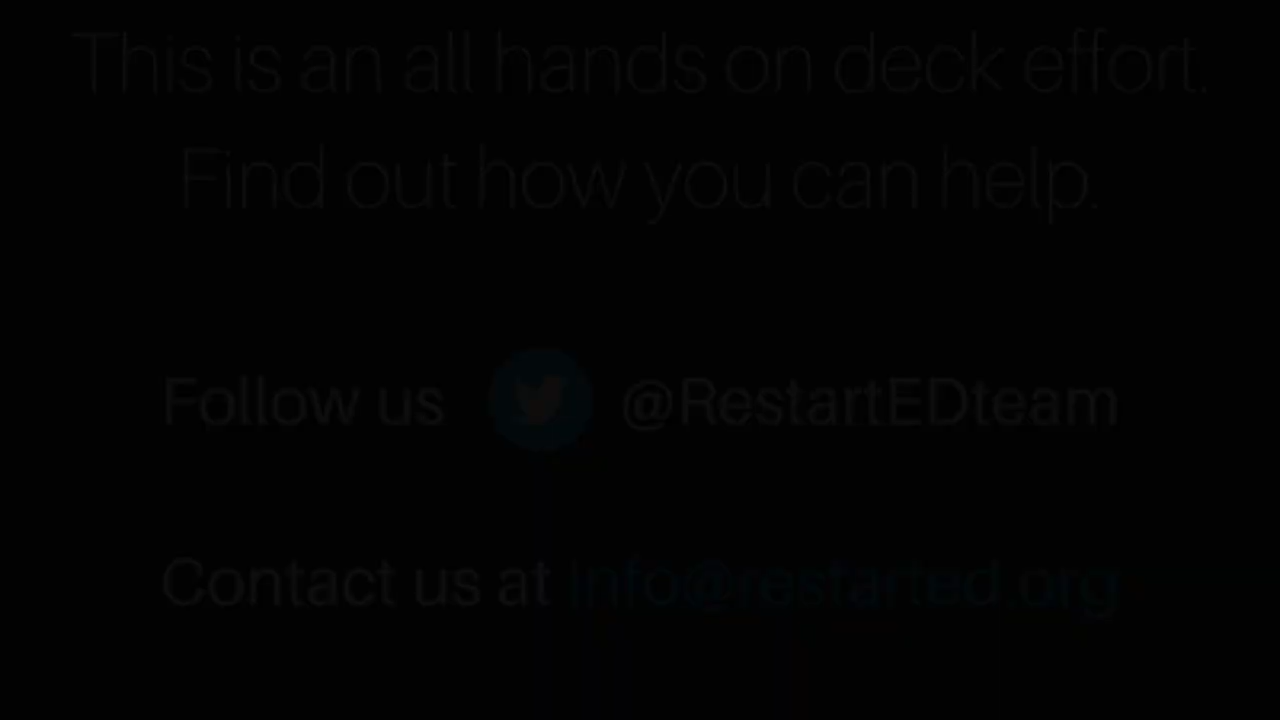 This is an all hands on deck effort.
Find out how you can help.
Follow us @RestartEDteam
Contact us at Info@restarted.org